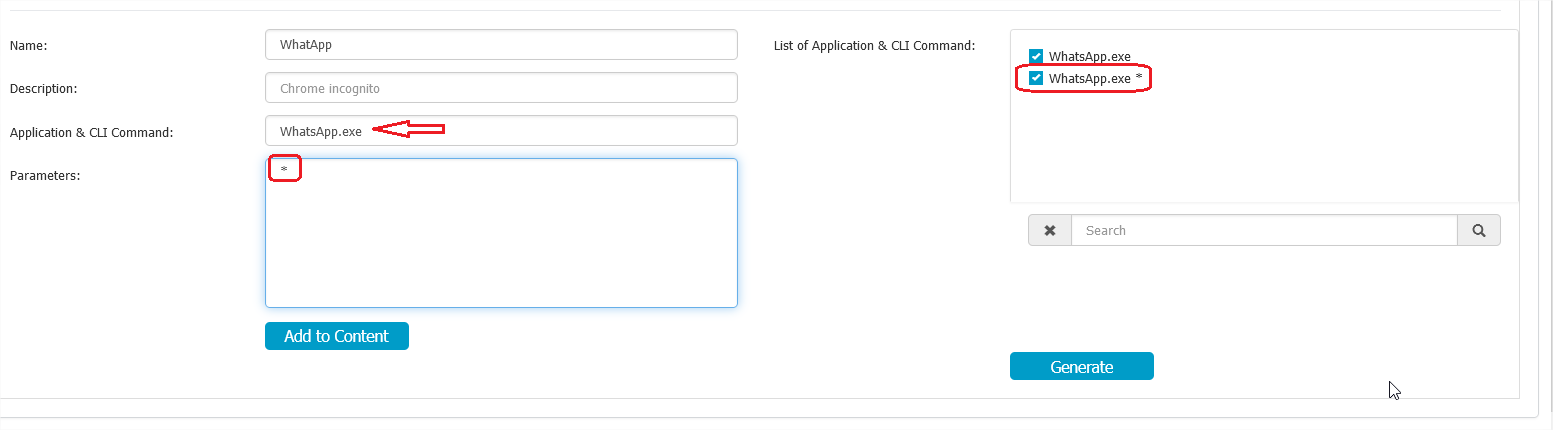 Name:
WhatApp
Description:
Chrome incognito
Application & CLI Command:
WhatsApp.exe
Parameters:
*
Add to Content
List of Application & CLI Command:
WhatsApp.exe
WhatsApp.exe *
Search
Generate